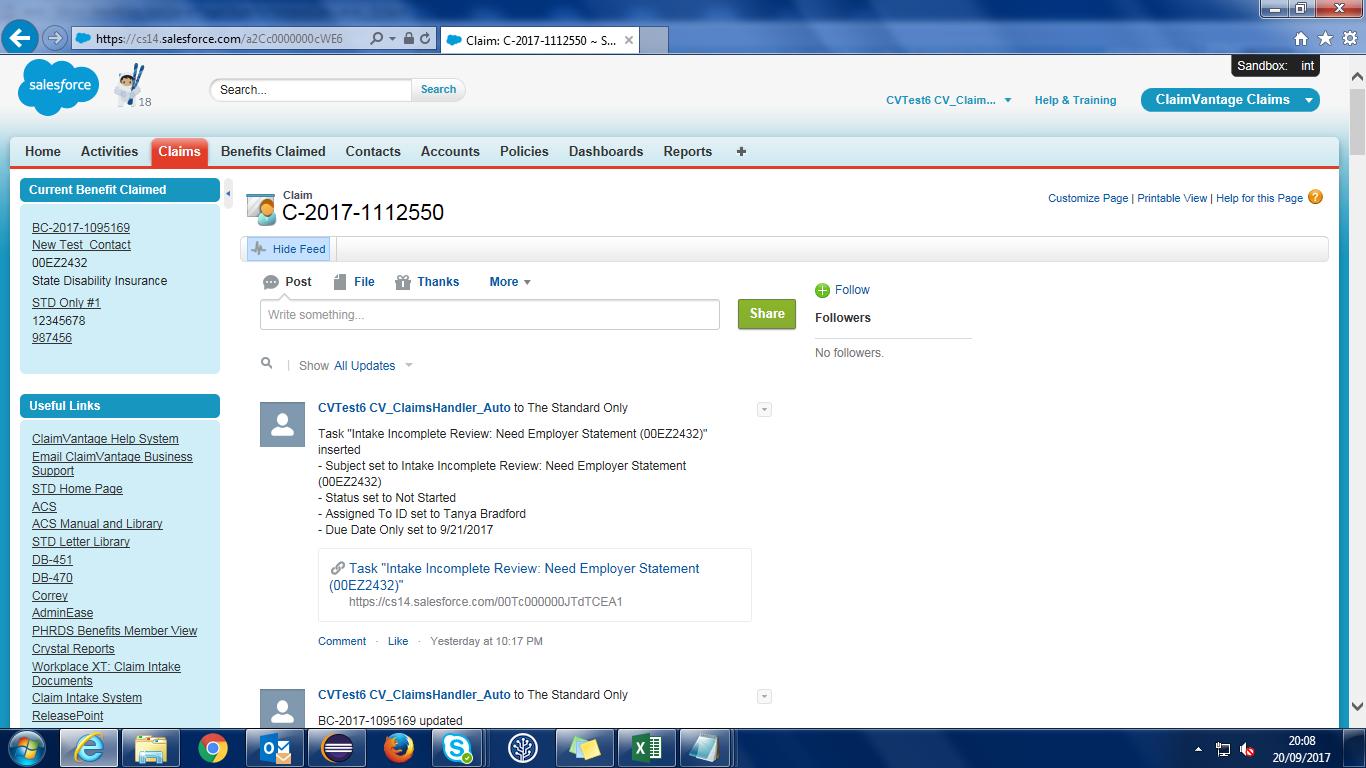 https://cs14.salesforce.com/a2Cc0000000cWE6
Claim: C-2017-1112550 ~ S...
Sandbox: int
salesforce
18
Search...
Search
CVTest6 CV_Claim...
Help & Training
ClaimVantage Claims
Home Activities Claims Benefits Claimed Contacts Accounts Policies Dashboards Reports +
Current Benefit Claimed
BC-2017-1095169
New Test_Contact
00EZ2432
State Disability Insurance
STD Only #1
12345678
987456
Useful Links
ClaimVantage Help System
Email ClaimVantage Business
Support
STD Home Page
ACS
ACS Manual and Library
STD Letter Library
DB-451
DB-470
Correy
AdminEase
PHRDS Benefits Member View
Crystal Reports
Workplace XT: Claim Intake
Documents
Claim Intake System
ReleasePoint
Claim
C-2017-1112550
Customize Page | Printable View | Help for this Page ?
Hide Feed
Post File Thanks More
Write something...
Share
Follow
Followers
No followers.
Show All Updates
CVTest6 CV_ClaimsHandler_Auto to The Standard Only
Task "Intake Incomplete Review: Need Employer Statement (00EZ2432)"
inserted
- Subject set to Intake Incomplete Review: Need Employer Statement
(00EZ2432)
- Status set to Not Started
- Assigned To ID set to Tanya Bradford
- Due Date Only set to 9/21/2017
Task "Intake Incomplete Review: Need Employer Statement
(00EZ2432)"
https://cs14.salesforce.com/00Tc000000JTdTCEA1
Comment · Like · Yesterday at 10:17 PM
CVTest6 CV_ClaimsHandler_Auto to The Standard Only
BC-2017-1095169 updated
20:08
20/09/2017